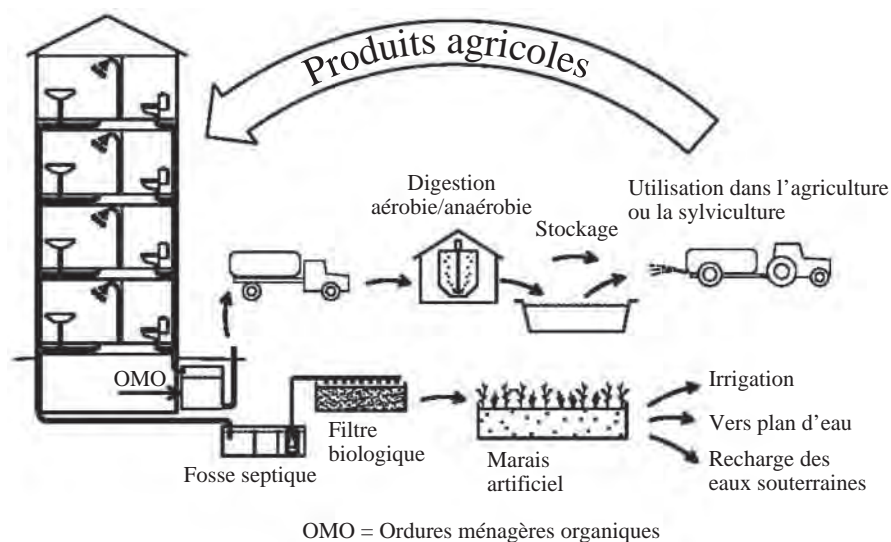 Produits agricoles
Digestion
aérobie/anaérobie
Stockage
Utilisation dans l'agriculture
ou la sylviculture
OMO
Fosse septique
Filtre
biologique
Marais
artificiel
Irrigation
Vers plan d'eau
Recharge des
eaux souterraines
OMO = Ordures ménagères organiques